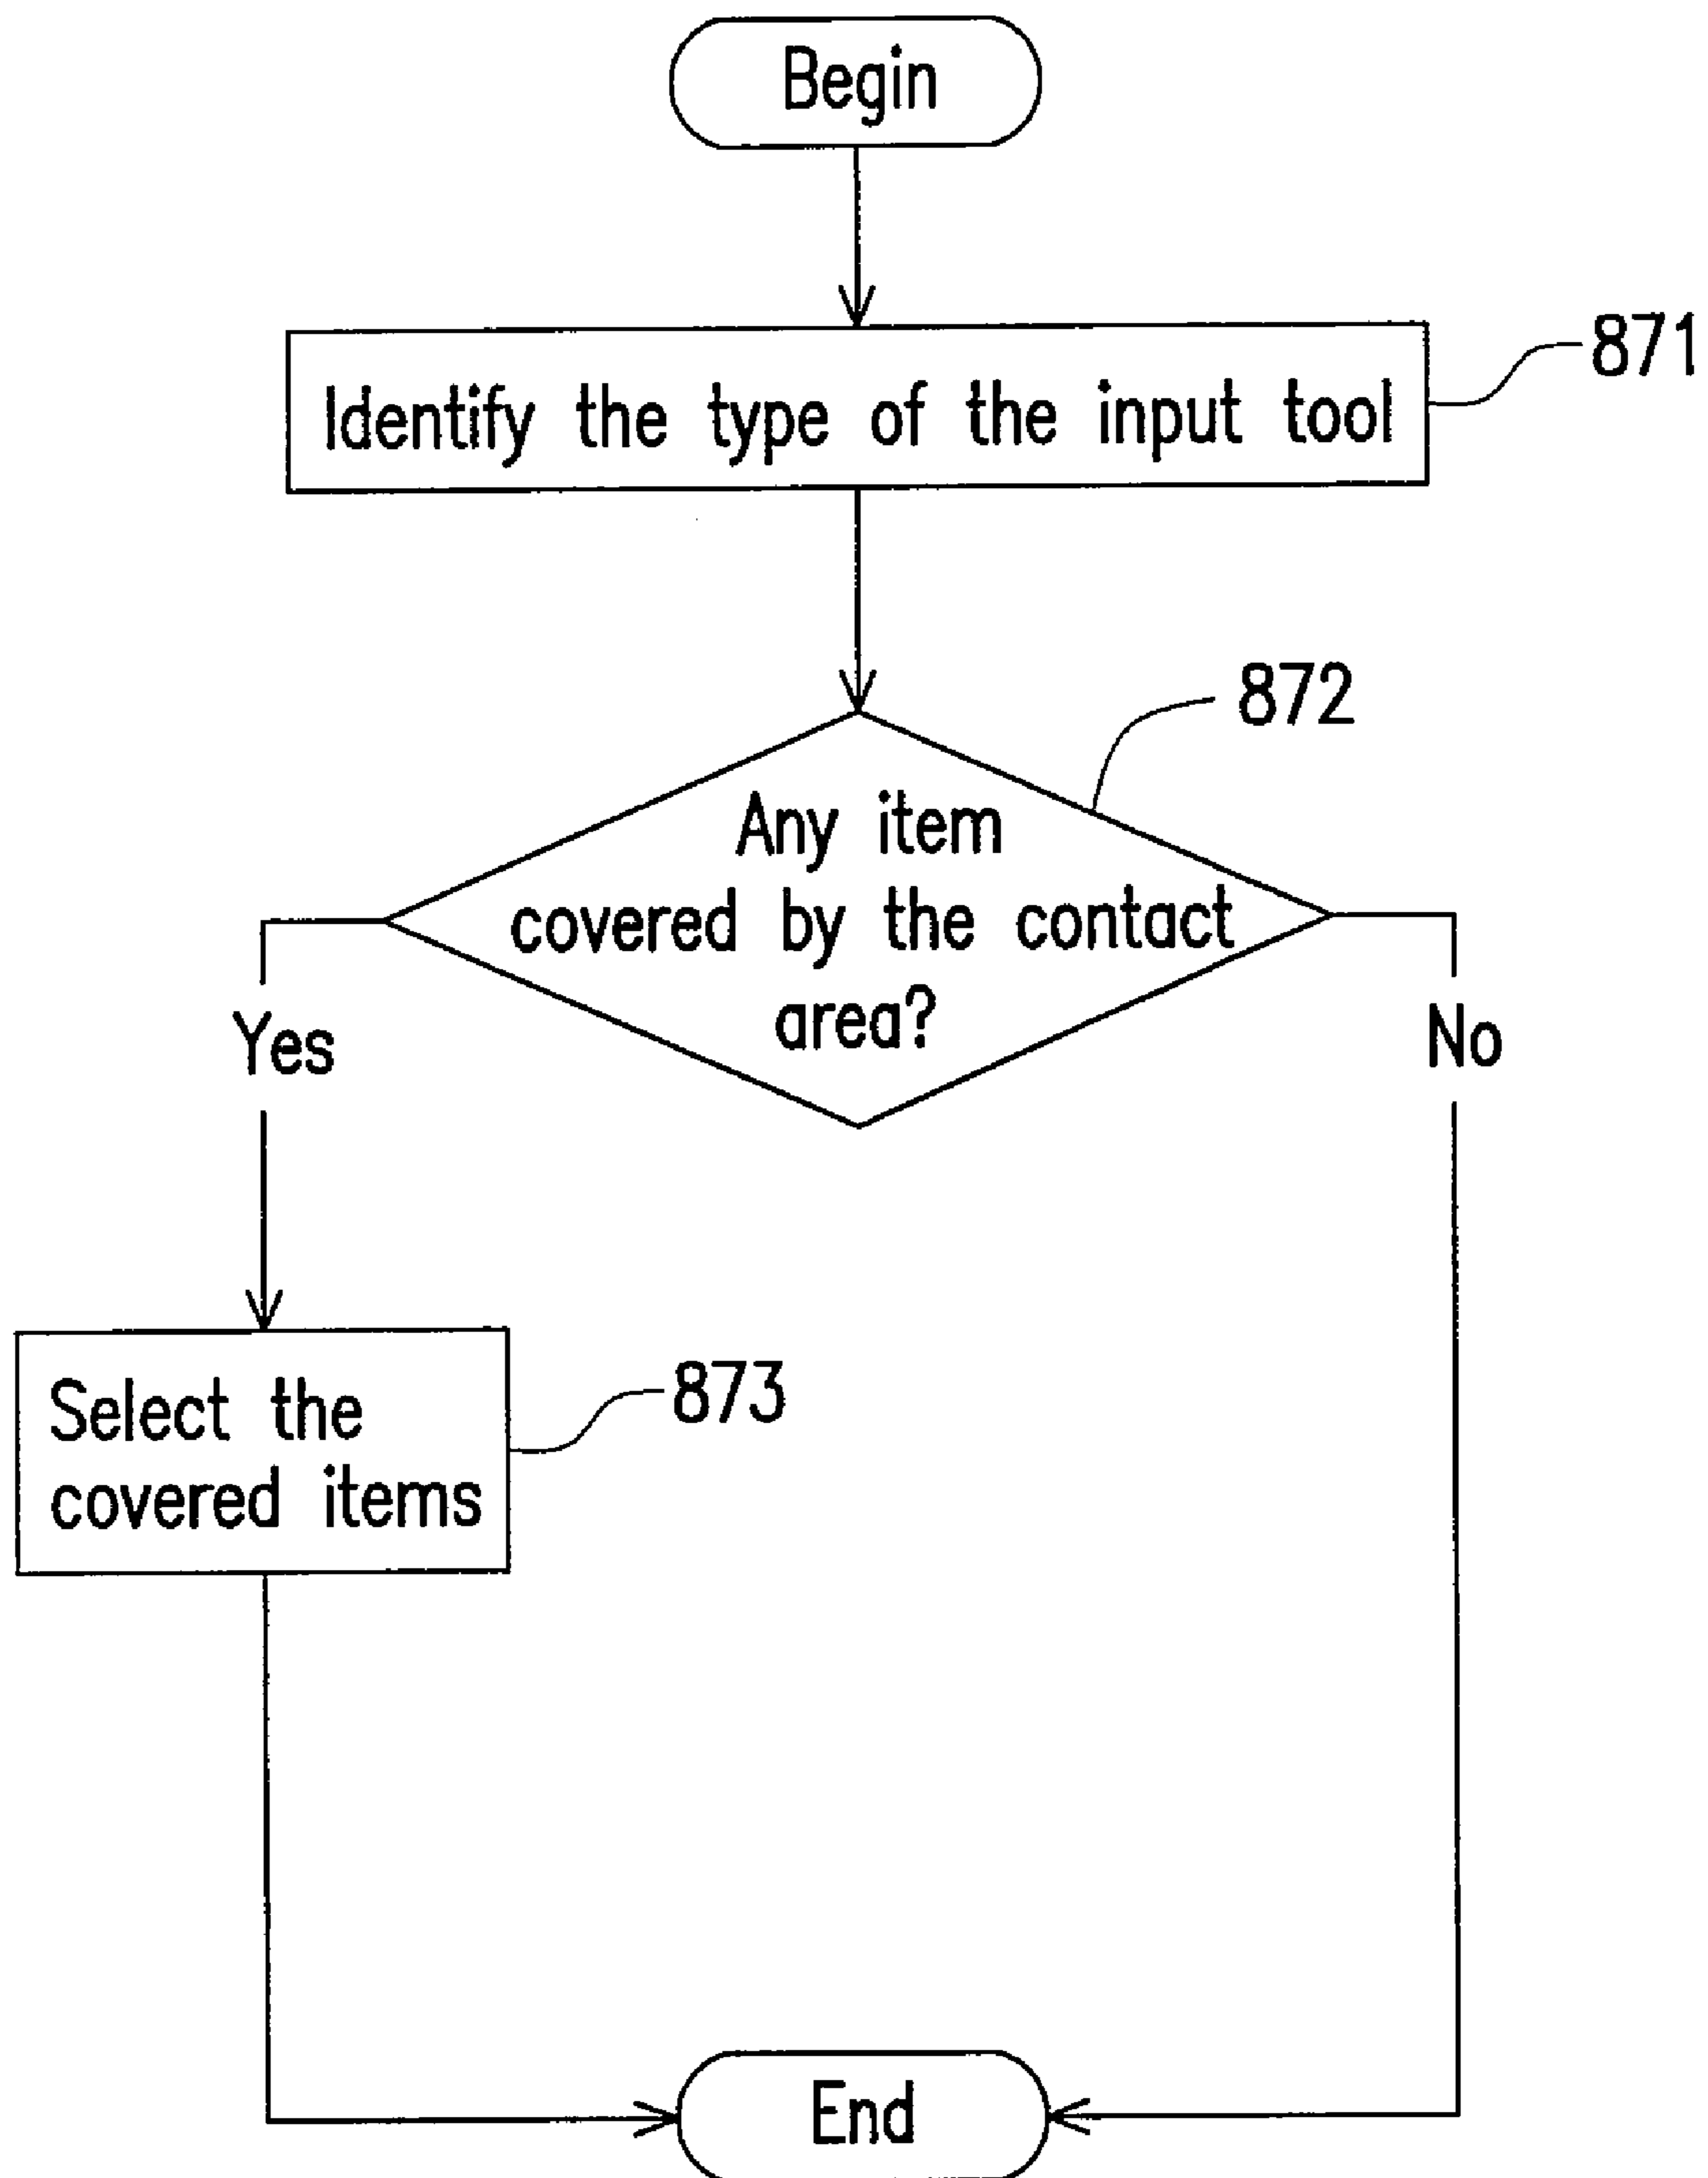 Begin
Identify the type of the input tool
871
872
Any item
covered by the contact
area?
Yes
No
Select the
covered items
873
End